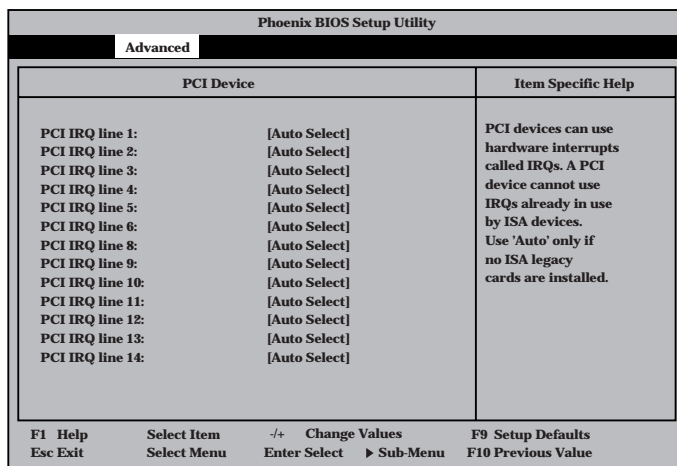 Phoenix BIOS Setup Utility
Advanced
PCI Device
Item Specific Help
PCI IRQ line 1: [Auto Select]
PCI IRQ line 2: [Auto Select]
PCI IRQ line 3: [Auto Select]
PCI IRQ line 4: [Auto Select]
PCI IRQ line 5: [Auto Select]
PCI IRQ line 6: [Auto Select]
PCI IRQ line 8: [Auto Select]
PCI IRQ line 9: [Auto Select]
PCI IRQ line 10: [Auto Select]
PCI IRQ line 11: [Auto Select]
PCI IRQ line 12: [Auto Select]
PCI IRQ line 13: [Auto Select]
PCI IRQ line 14: [Auto Select]
PCI devices can use
hardware interrupts
called IRQs. A PCI
device cannot use
IRQs already in use
by ISA devices.
Use 'Auto' only if
no ISA legacy
cards are installed.
F1 Help Select Item -/+ Change Values F9 Setup Defaults
Esc Exit Select Menu Enter Select ▶ Sub-Menu F10 Previous Value